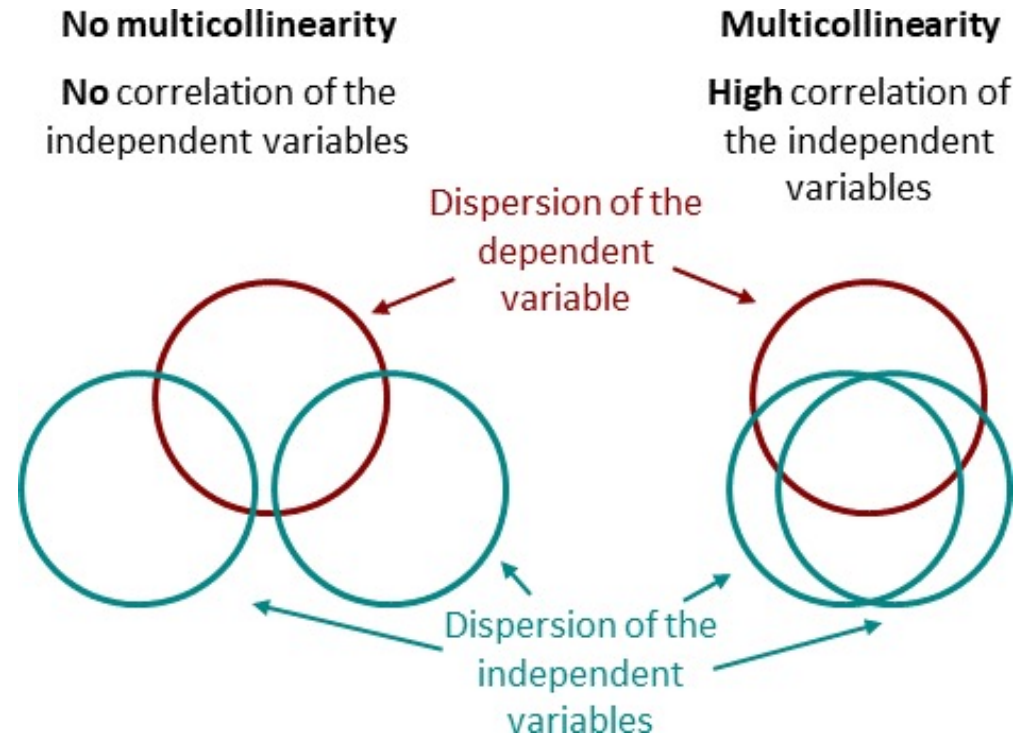 No multicollinearity
No correlation of the
independent variables
Multicollinearity
High correlation of
the independent
variables
Dispersion of the
dependent
variable
Dispersion of the
independent
variables